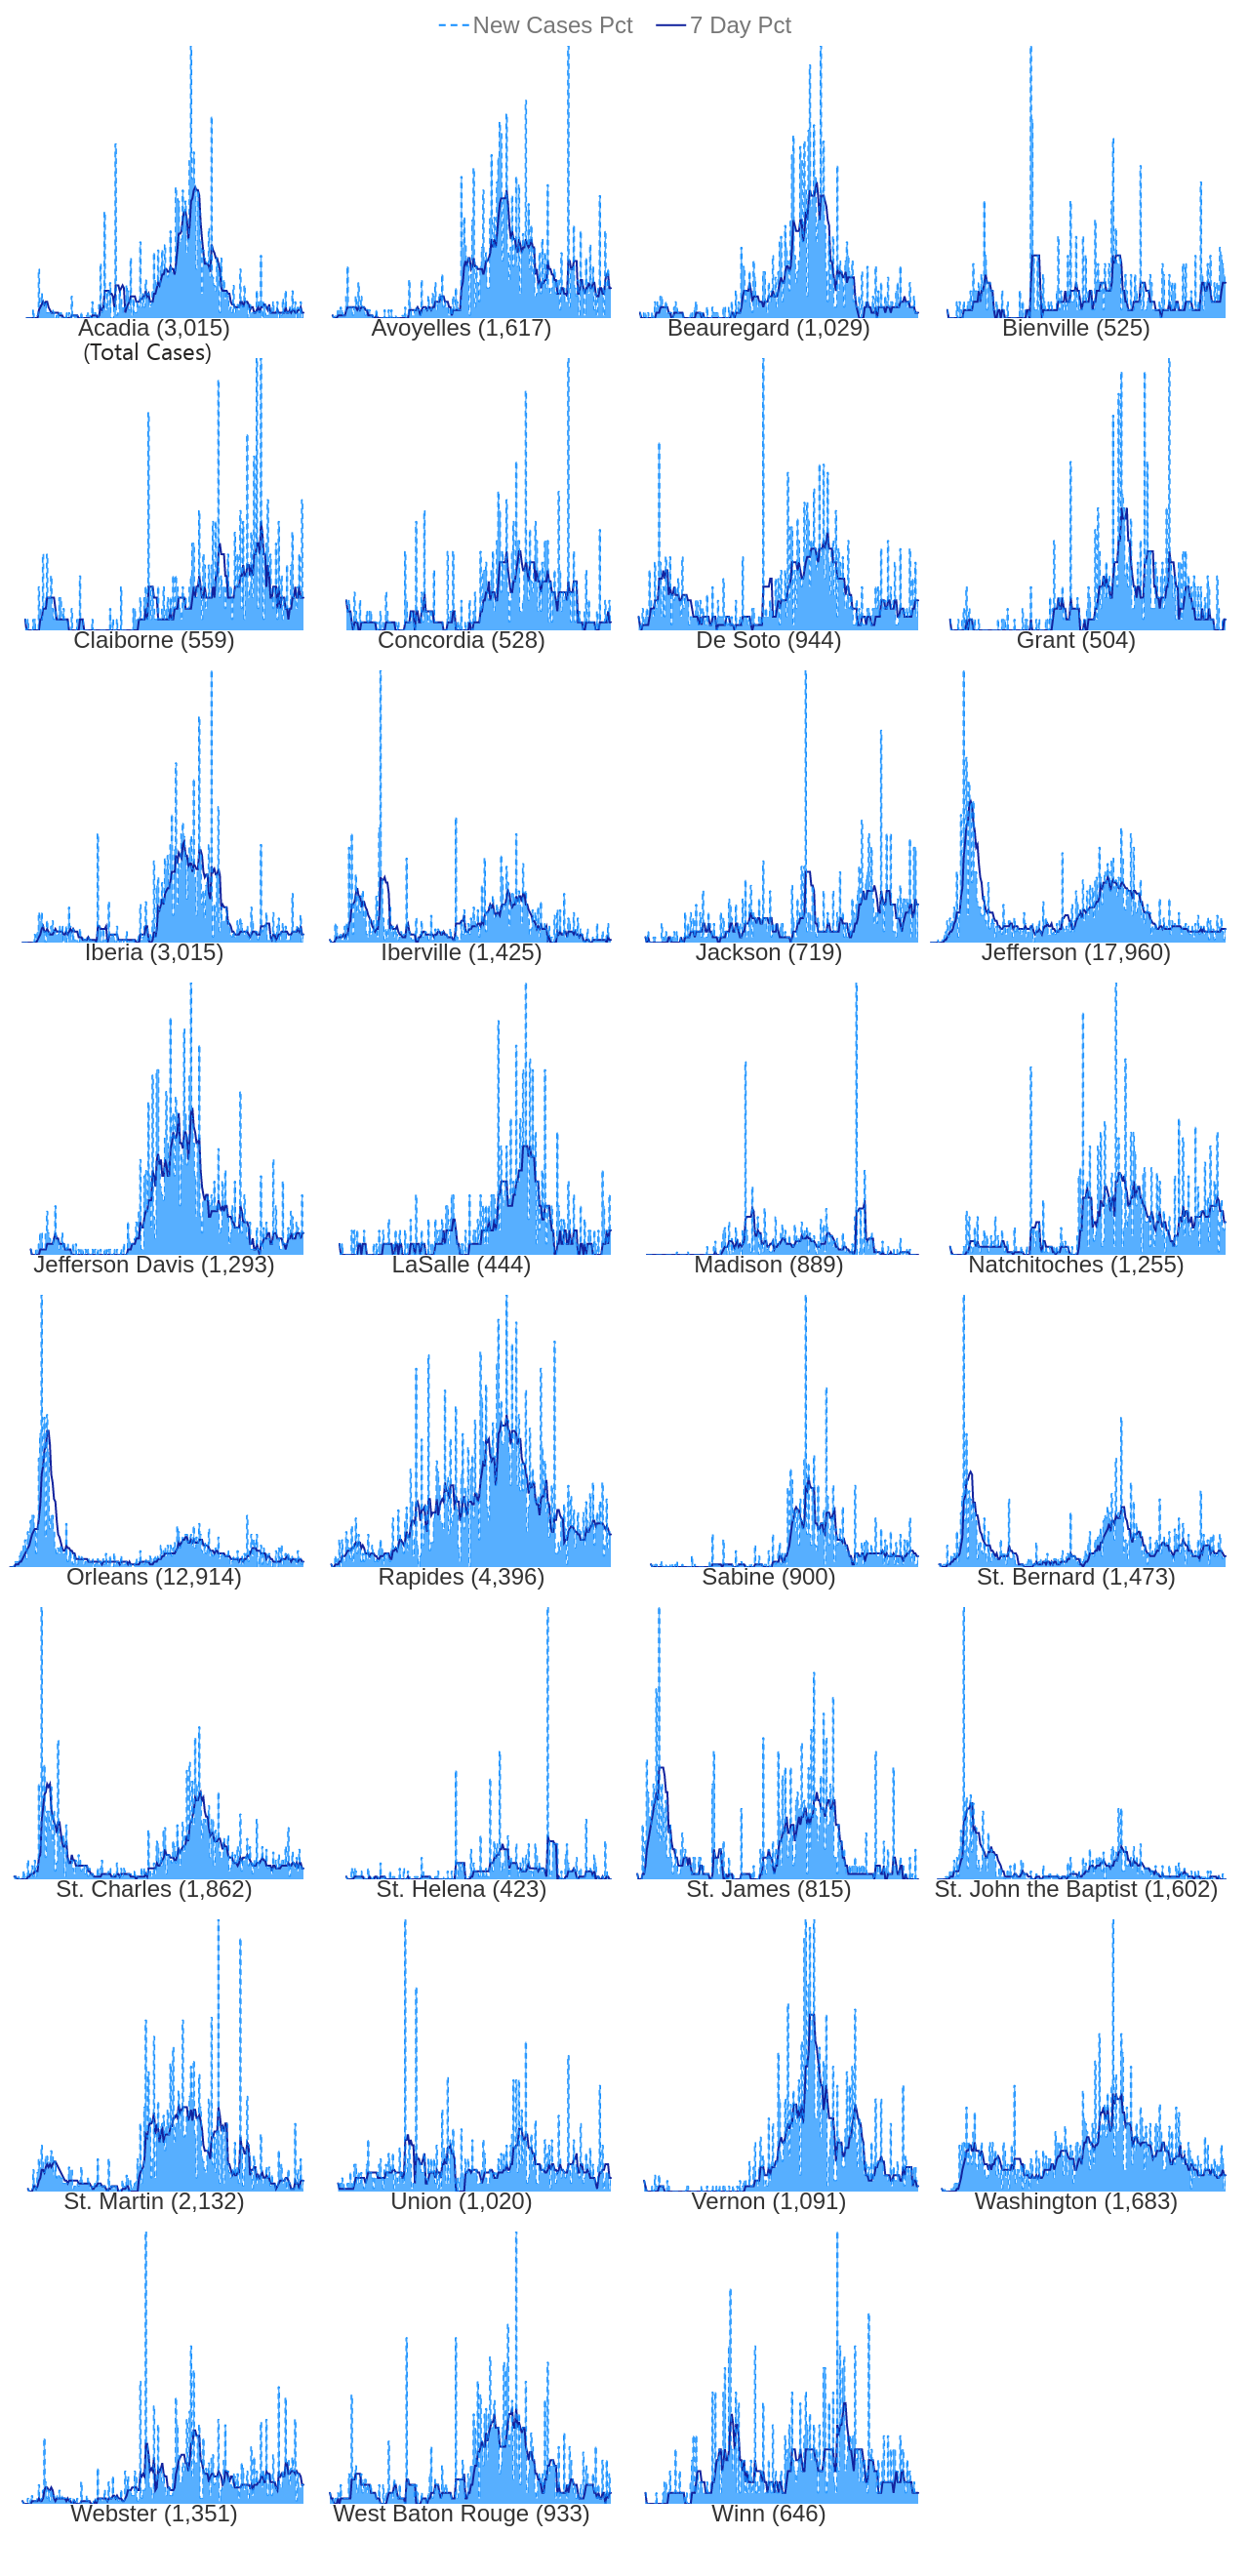 New Cases Pct 7 Day Pct
Acadia (3,015) Avoyelles (1,617) Beauregard (1,029) Bienville (525)
(Total Cases)
Claiborne (559) Concordia (528) De Soto (944) Grant (504)
Iberia (3,015) Iberville (1,425) Jackson (719) Jefferson (17,960)
Jefferson Davis (1,293) LaSalle (444) Madison (889) Natchitoches (1,255)
Orleans (12,914) Rapides (4,396) Sabine (900) St. Bernard (1,473)
St. Charles (1,862) St. Helena (423) St. James (815) St. John the Baptist (1,602)
St. Martin (2,132) Union (1,020) Vernon (1,091) Washington (1,683)
Webster (1,351) West Baton Rouge (933) Winn (646)